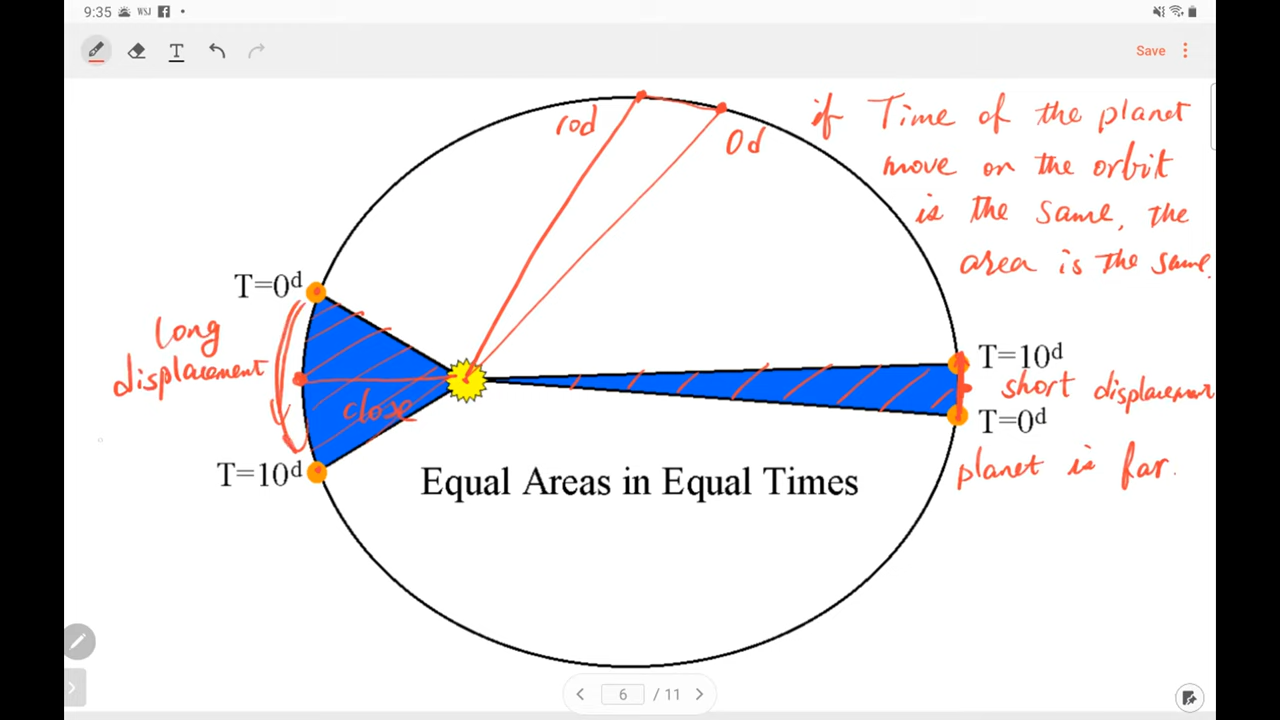 9:35 WSJ
T Save
10d
0d
if Time of the planet
move on the orbit
is the same, the
area is the same.
T=0d
long
displacement
close
T=10d
T=10d
short displacement
T=0d
planet is far.
Equal Areas in Equal Times
6 / 11